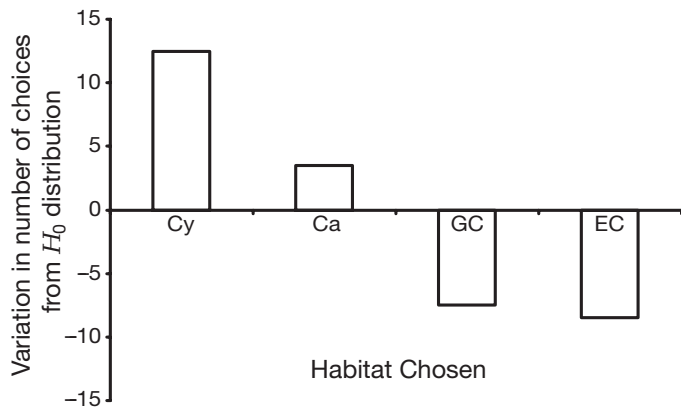 Variation in number of choices
from H₀ distribution
15
10
5
0
−5
−10
−15
Cy
Ca
GC
EC
Habitat Chosen